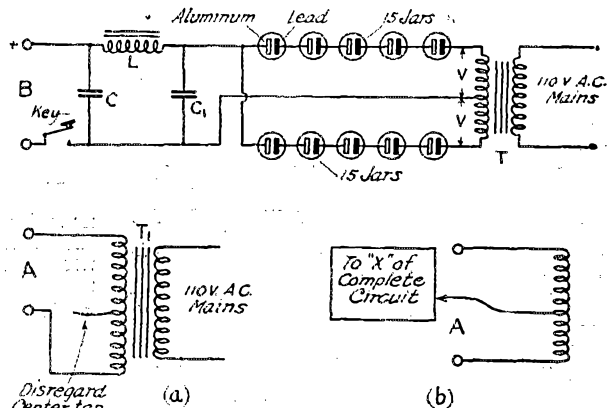 Aluminum
Lead
15 Jars
+
L
B
C
C1
Key
V
V
T
110 V. A.C.
Mains
15 Jars
T1
A
110 V. A.C.
Mains
Disregard
Center tap
(a)
To "X" of
Complete
Circuit
A
(b)